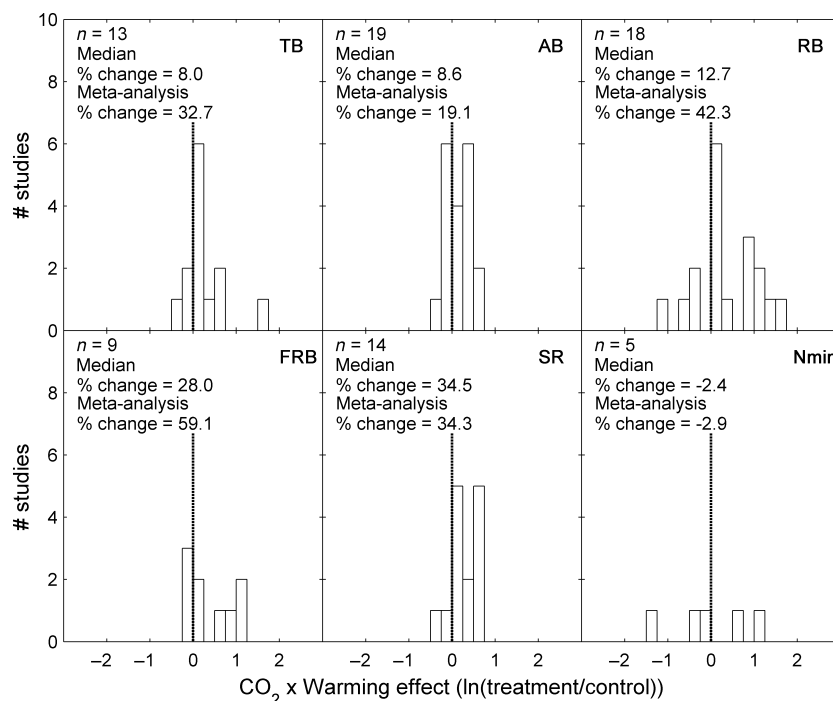 10
8
6
4
2
0
# studies
n = 13
Median
% change = 8.0
Meta-analysis
% change = 32.7
TB
n = 19
Median
% change = 8.6
Meta-analysis
% change = 19.1
AB
n = 18
Median
% change = 12.7
Meta-analysis
% change = 42.3
RB
8
6
4
2
0
# studies
n = 9
Median
% change = 28.0
Meta-analysis
% change = 59.1
FRB
n = 14
Median
% change = 34.5
Meta-analysis
% change = 34.3
SR
n = 5
Median
% change = -2.4
Meta-analysis
% change = -2.9
Nmin
–2 –1 0 1 2
–2 –1 0 1 2
–2 –1 0 1 2
CO2 x Warming effect (ln(treatment/control))